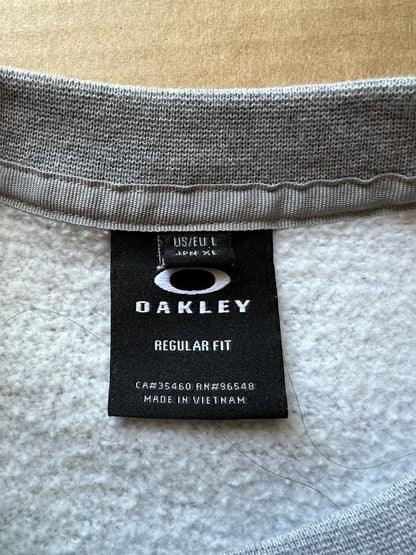 US/EU L
JPN XL
OAKLEY
REGULAR FIT
CA#35460 RN#96548
MADE IN VIETNAM